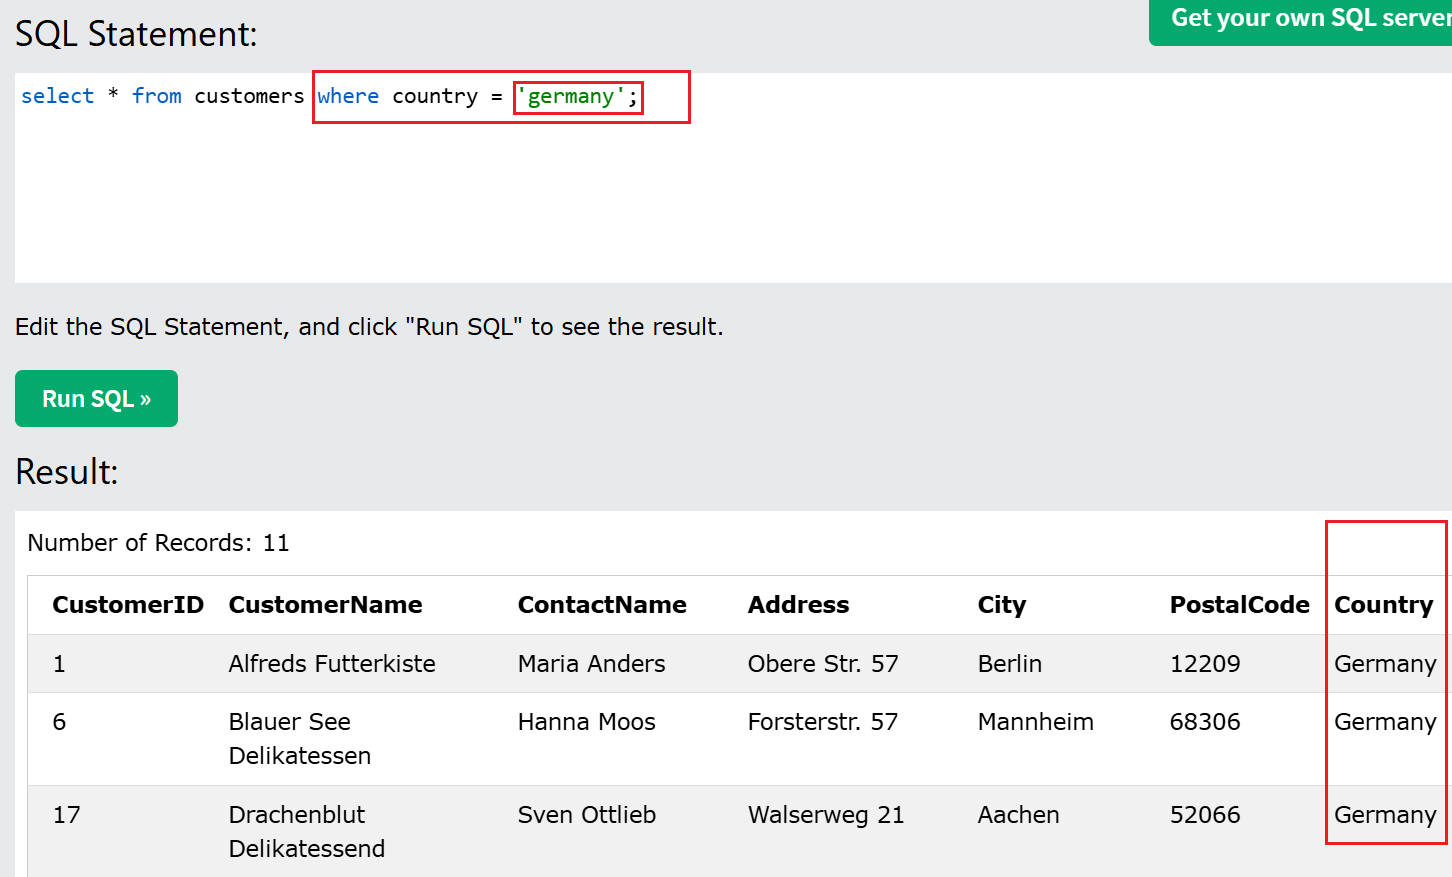 SQL Statement:
Get your own SQL server
select * from customers where country = 'germany';
Edit the SQL Statement, and click "Run SQL" to see the result.
Run SQL »
Result:
Number of Records: 11
CustomerID CustomerName ContactName Address City PostalCode Country
1 Alfreds Futterkiste Maria Anders Obere Str. 57 Berlin 12209 Germany
6 Blauer See Hanna Moos Forsterstr. 57 Mannheim 68306 Germany
Delikatessen
17 Drachenblut Sven Ottlieb Walserweg 21 Aachen 52066 Germany
Delikatessend